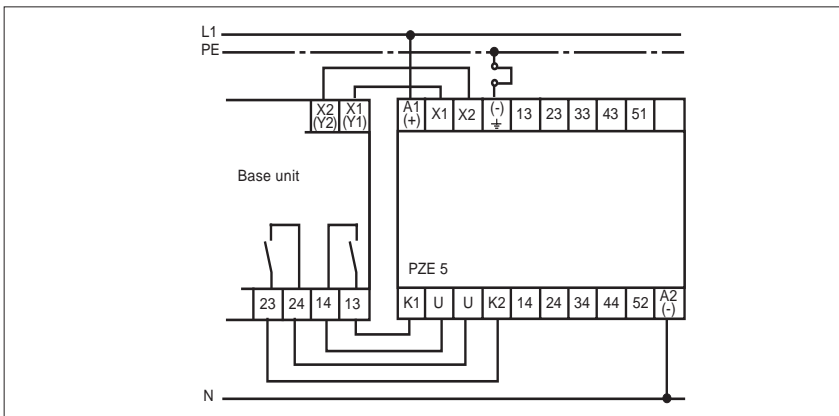 L1
PE
X2 X1 A1 X1 X2 (-) 13 23 33 43 51
(Y2) (Y1) (+)
Base unit
PZE 5
23 24 14 13 K1 U U K2 14 24 34 44 52 A2
(-)
N